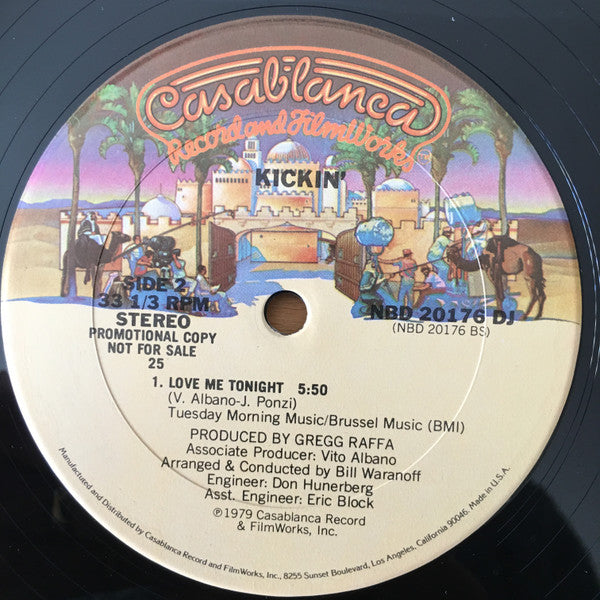 Casablanca
Record and FilmWorks
KICKIN'
SIDE 2
33 1/3 RPM
STEREO
PROMOTIONAL COPY
NOT FOR SALE
25
NBD 20176 DJ
(NBD 20176 BS)
1. LOVE ME TONIGHT 5:50
(V. Albano-J. Ponzi)
Tuesday Morning Music/Brussel Music (BMI)
PRODUCED BY GREGG RAFFA
Associate Producer: Vito Albano
Arranged & Conducted by Bill Waranoff
Engineer: Don Hunerberg
Asst. Engineer: Eric Block
℗1979 Casablanca Record
& FilmWorks, Inc.
Manufactured and Distributed by Casablanca Record and FilmWorks, Inc., 8255 Sunset Boulevard, Los Angeles, California 90046. Made in U.S.A.